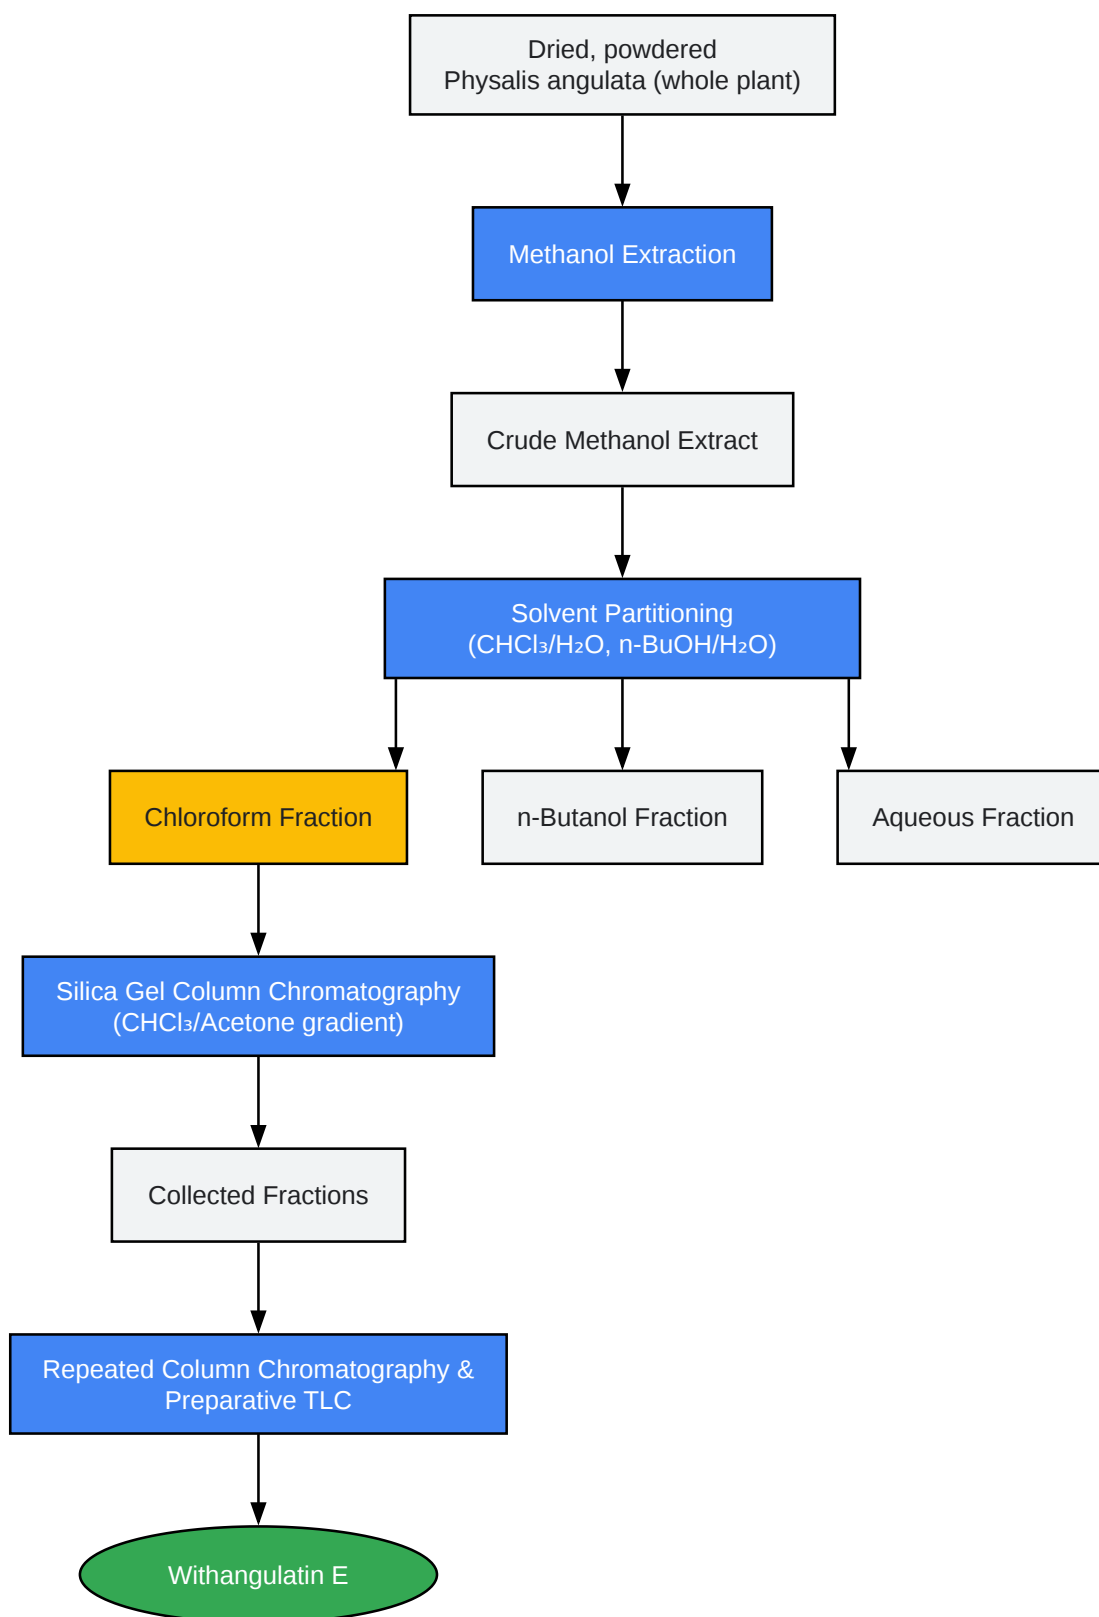 Dried, powdered
Physalis angulata (whole plant)
Methanol Extraction
Crude Methanol Extract
Solvent Partitioning
(CHCl₃/H₂O, n-BuOH/H₂O)
Chloroform Fraction
n-Butanol Fraction
Aqueous Fraction
Silica Gel Column Chromatography
(CHCl₃/Acetone gradient)
Collected Fractions
Repeated Column Chromatography &
Preparative TLC
Withangulatin E